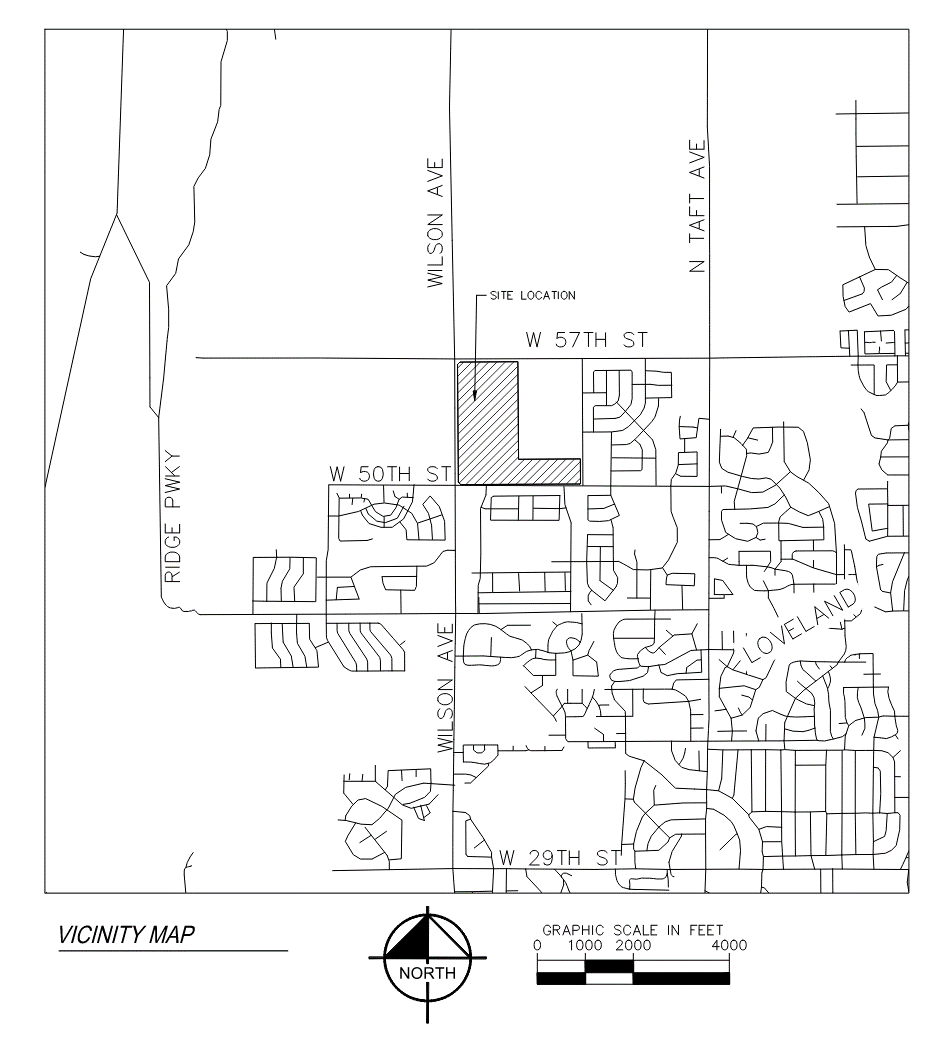 WILSON AVE
N TAFT AVE
SITE LOCATION
W 57TH ST
W 50TH ST
RIDGE PWKY
LOVELAND
WILSON AVE
W 29TH ST
VICINITY MAP
NORTH
GRAPHIC SCALE IN FEET
0 1000 2000 4000